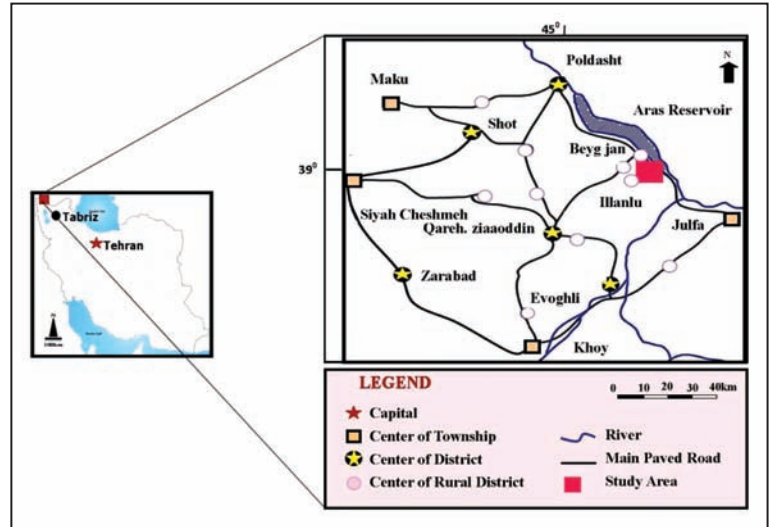 45⁰
Poldasht
N
Maku
Aras Reservoir
Shot
Beyg jan
39⁰
Illanlu
Siyah Cheshmeh
Qareh. ziaaoddin
Julfa
Zarabad
Evoghli
Khoy
Tabriz
Tehran
LEGEND
Capital
Center of Township
Center of District
Center of Rural District
0 10 20 30 40km
River
Main Paved Road
Study Area